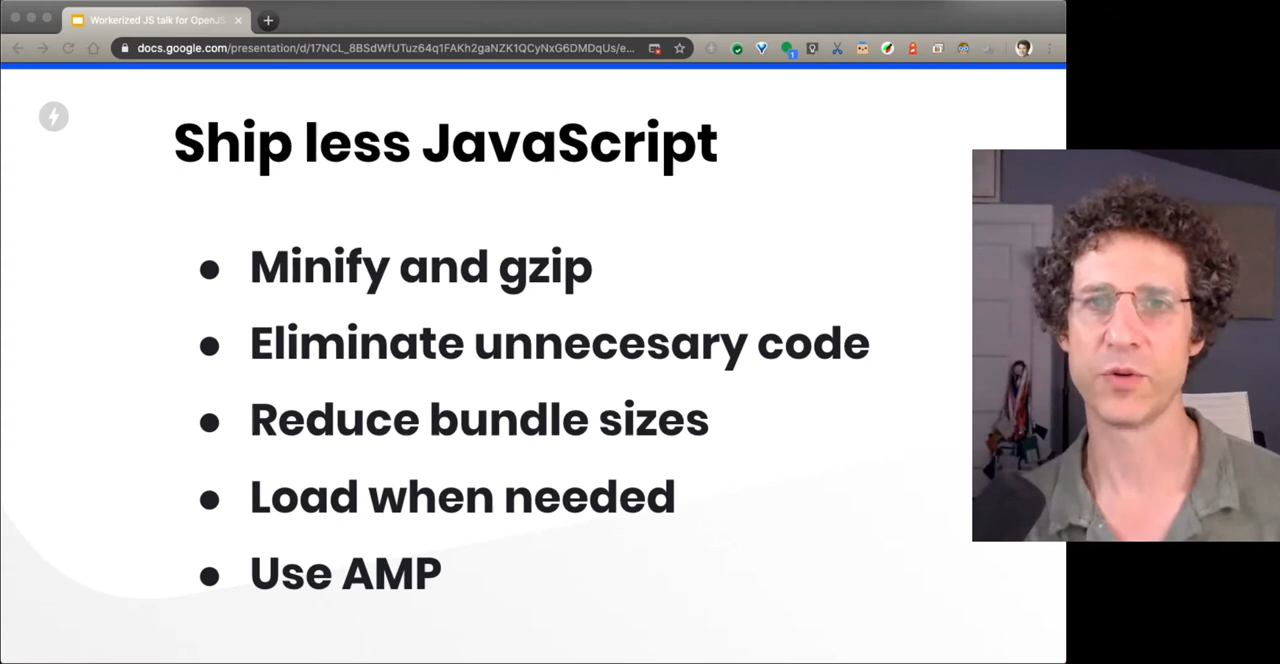 Workerized JS talk for OpenJS
docs.google.com/presentation/d/17NCL_8BSdWfUTuz64q1FAKh2gaNZK1QCyNxG6DMDqUs/e...
1
Ship less JavaScript
● Minify and gzip
● Eliminate unnecesary code
● Reduce bundle sizes
● Load when needed
● Use AMP